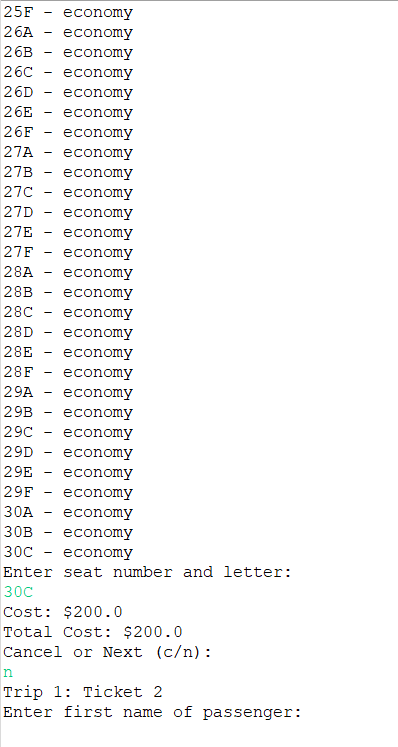 25F - economy
26A - economy
26B - economy
26C - economy
26D - economy
26E - economy
26F - economy
27A - economy
27B - economy
27C - economy
27D - economy
27E - economy
27F - economy
28A - economy
28B - economy
28C - economy
28D - economy
28E - economy
28F - economy
29A - economy
29B - economy
29C - economy
29D - economy
29E - economy
29F - economy
30A - economy
30B - economy
30C - economy
Enter seat number and letter:
30C
Cost: $200.0
Total Cost: $200.0
Cancel or Next (c/n):
n
Trip 1: Ticket 2
Enter first name of passenger: